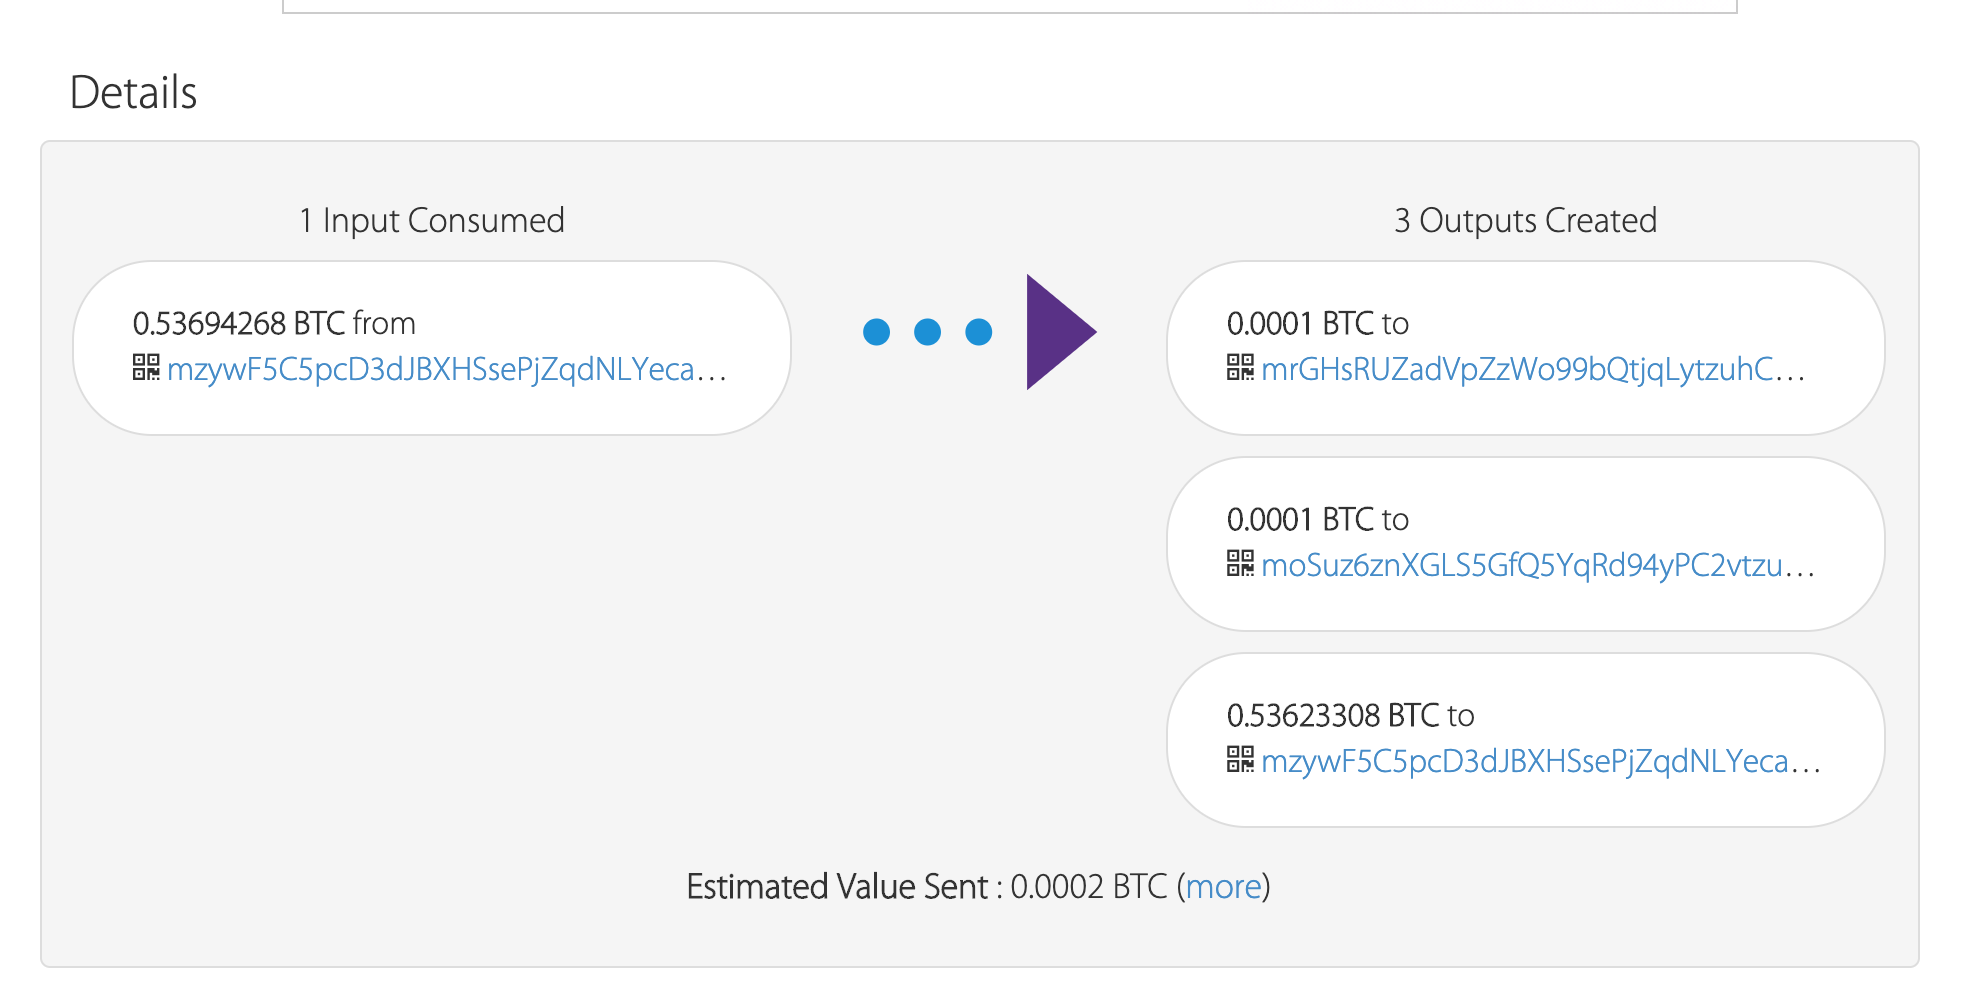 Details
1 Input Consumed
0.53694268 BTC from
mzywF5C5pcD3dJBXHSsePjZqdNLYeca...
3 Outputs Created
0.0001 BTC to
mrGHsRUZadVpZzWo99bQtjqLytzuhC...
0.0001 BTC to
moSuz6znXGLS5GfQ5YqRd94yPC2vtzu...
0.53623308 BTC to
mzywF5C5pcD3dJBXHSsePjZqdNLYeca...
Estimated Value Sent : 0.0002 BTC (more)